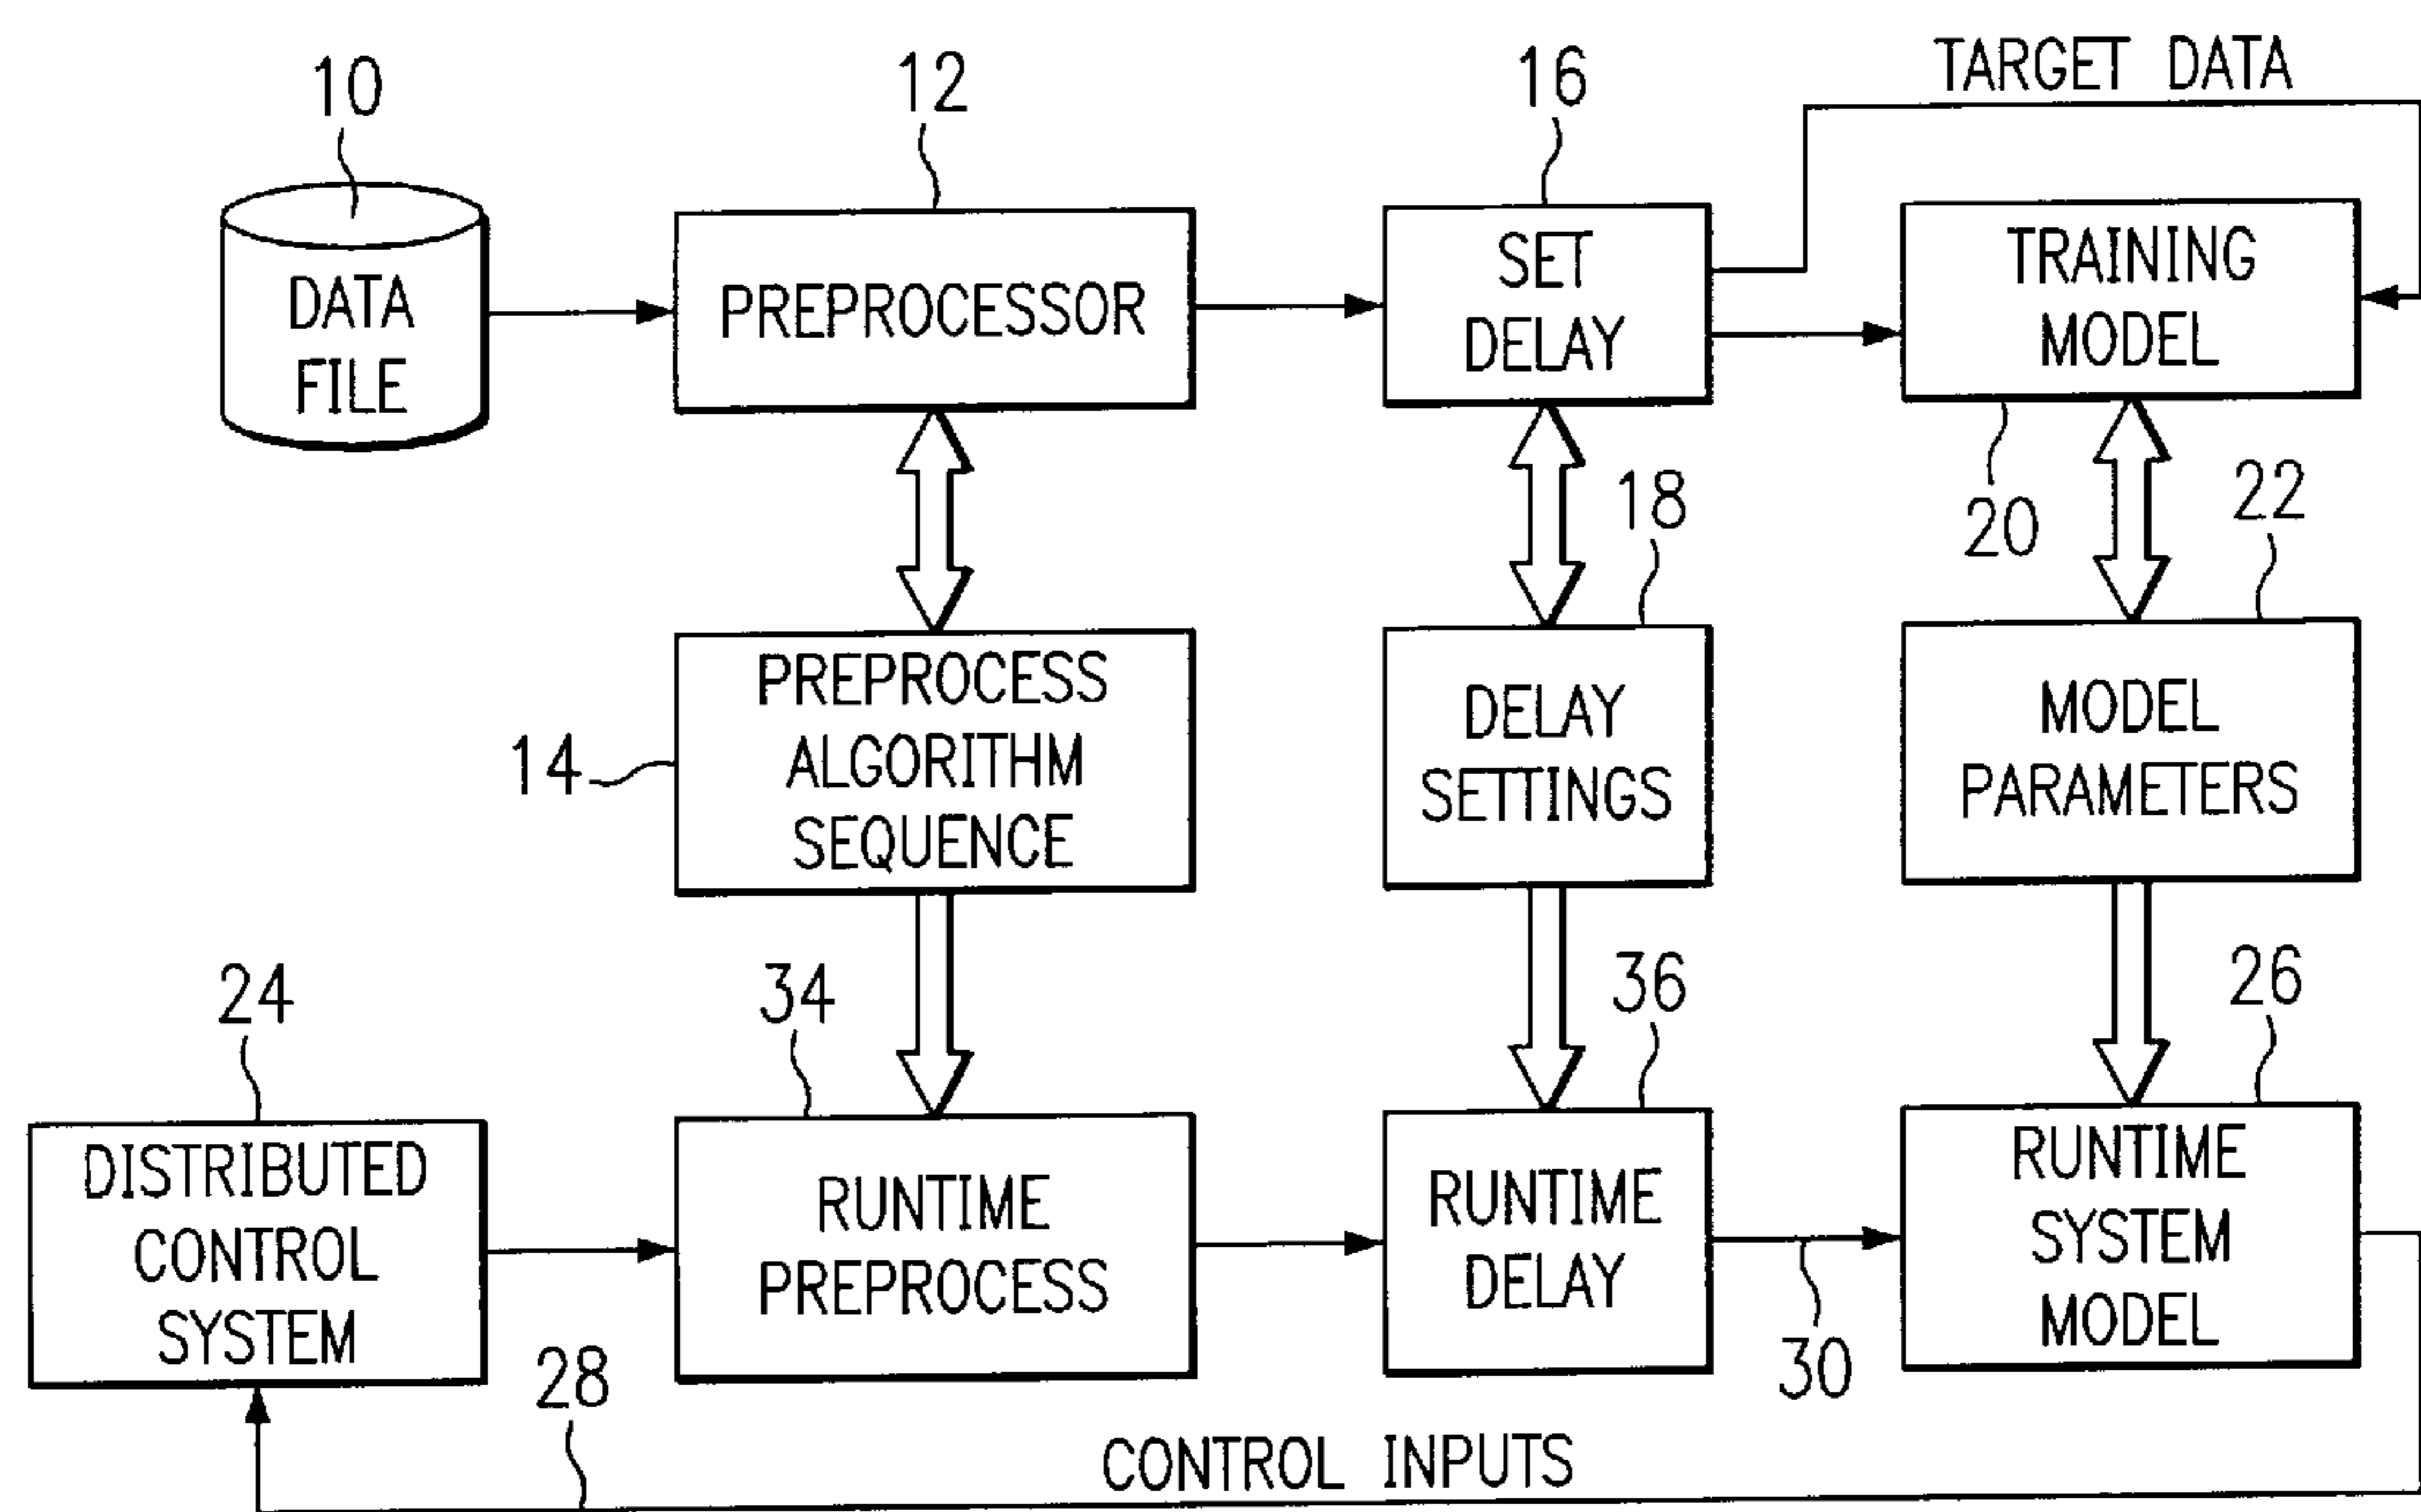 TARGET DATA
10
12
16
DATA
FILE
PREPROCESSOR
SET
DELAY
TRAINING
MODEL
18
20
22
14
PREPROCESS
ALGORITHM
SEQUENCE
DELAY
SETTINGS
MODEL
PARAMETERS
24
34
36
26
DISTRIBUTED
CONTROL
SYSTEM
RUNTIME
PREPROCESS
RUNTIME
DELAY
RUNTIME
SYSTEM
MODEL
28
30
CONTROL INPUTS